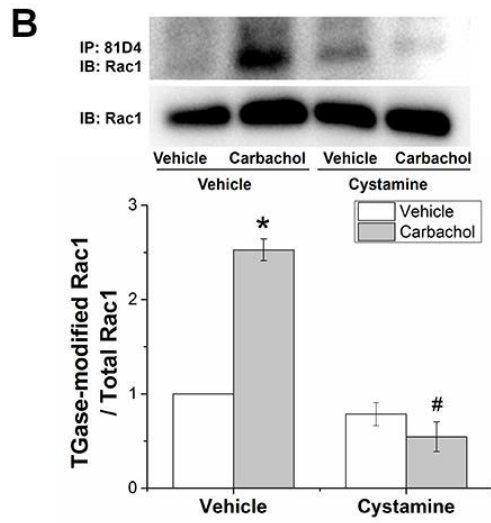 B
IP: 81D4
IB: Rac1
IB: Rac1
Vehicle Carbachol Vehicle Carbachol
Vehicle Cystamine
Vehicle
Carbachol
TGase-modified Rac1
/ Total Rac1
3
2
1
0
*
#
Vehicle Cystamine